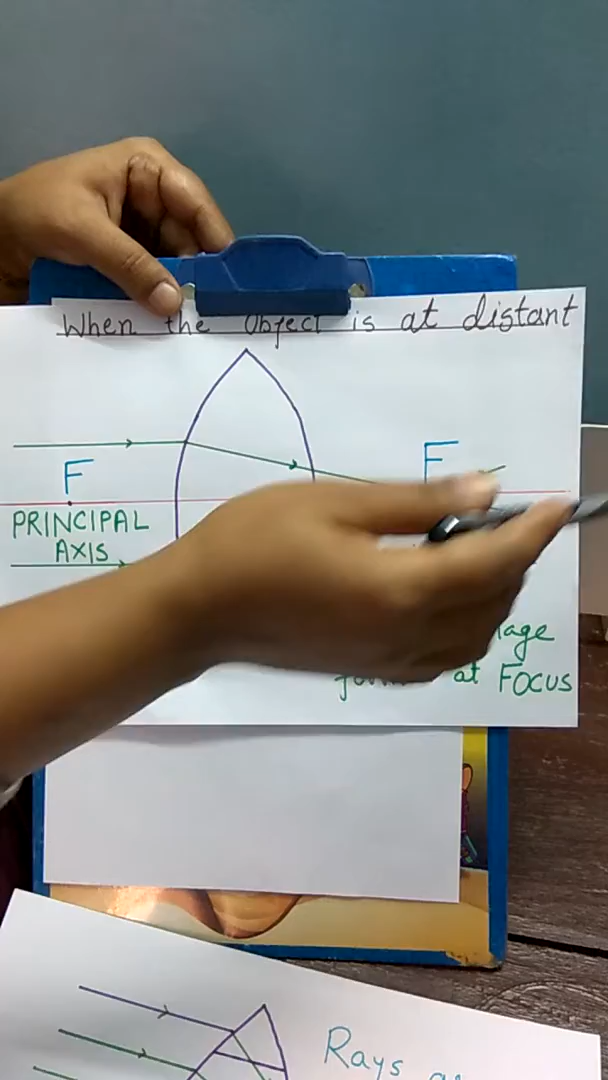 When the Object is at distant
F
F
PRINCIPAL
AXIS
at FOCUS
Rays